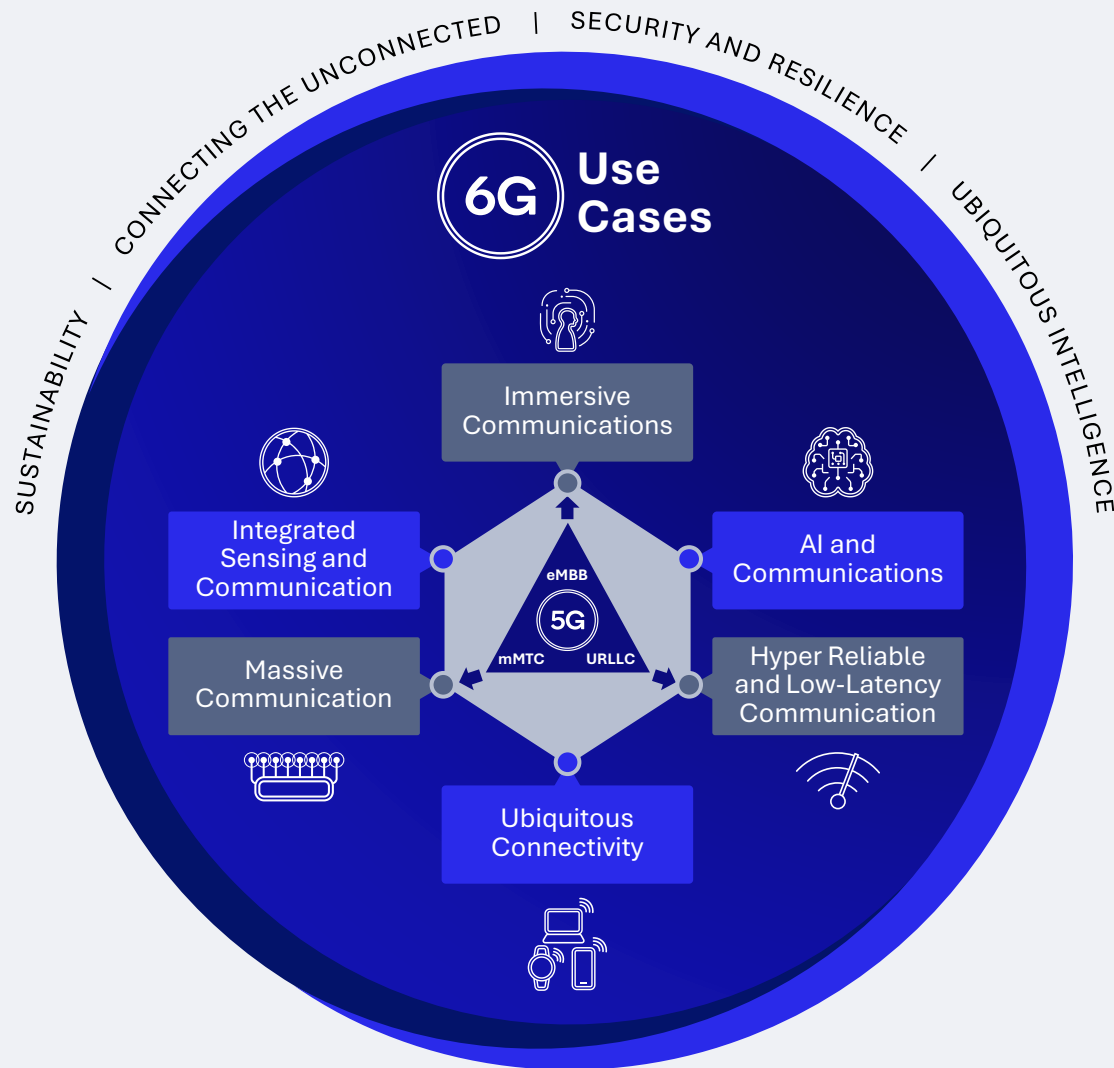 SUSTAINABILITY | CONNECTING THE UNCONNECTED | SECURITY AND RESILIENCE | UBIQUITOUS INTELLIGENCE
6G
Use
Cases
Immersive
Communications
Integrated
Sensing and
Communication
AI and
Communications
eMBB
5G
mMTC
URLLC
Massive
Communication
Hyper Reliable
and Low-Latency
Communication
Ubiquitous
Connectivity